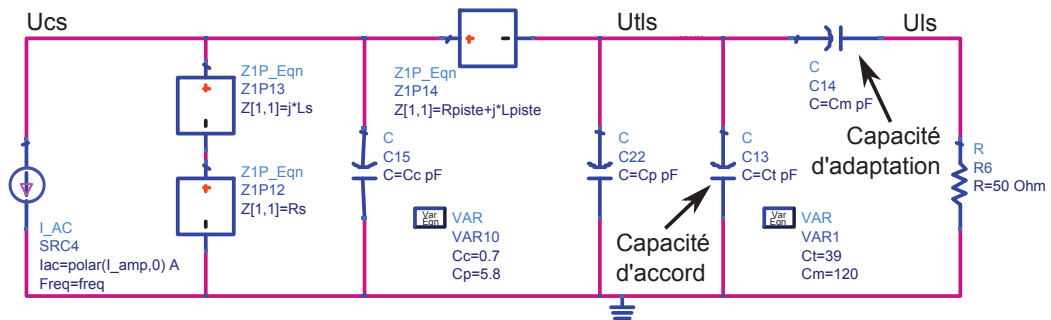 Ucs
Utls
Uls
Z1P_Eqn
Z1P13
Z[1,1]=j*Ls
Z1P_Eqn
Z1P14
Z[1,1]=Rpiste+j*Lpiste
C
C14
C=Cm pF
Capacité
d'adaptation
Z1P_Eqn
Z1P12
Z[1,1]=Rs
C
C15
C=Cc pF
C
C22
C=Cp pF
C
C13
C=Ct pF
R
R6
R=50 Ohm
I_AC
SRC4
Iac=polar(I_amp,0) A
Freq=freq
Var
Eqn
VAR
VAR10
Cc=0.7
Cp=5.8
Capacité
d'accord
Var
Eqn
VAR
VAR1
Ct=39
Cm=120